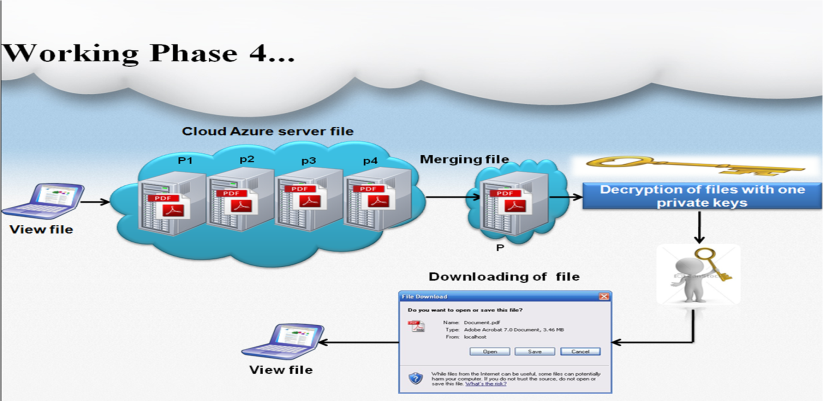 Working Phase 4...
Cloud Azure server file
P1
p2
p3
p4
Merging file
PDF
PDF
PDF
PDF
PDF
Decryption of files with one
private keys
View file
P
Downloading of file
File Download
Do you want to open or save this file?
Name: Document.pdf
Type: Adobe Acrobat 7.0 Document, 3.46 MB
From: localhost
Open
Save
Cancel
While files from the Internet can be useful, some files can potentially
harm your computer. If you do not trust the source, do not open or
save this file. What's the risk?
View file